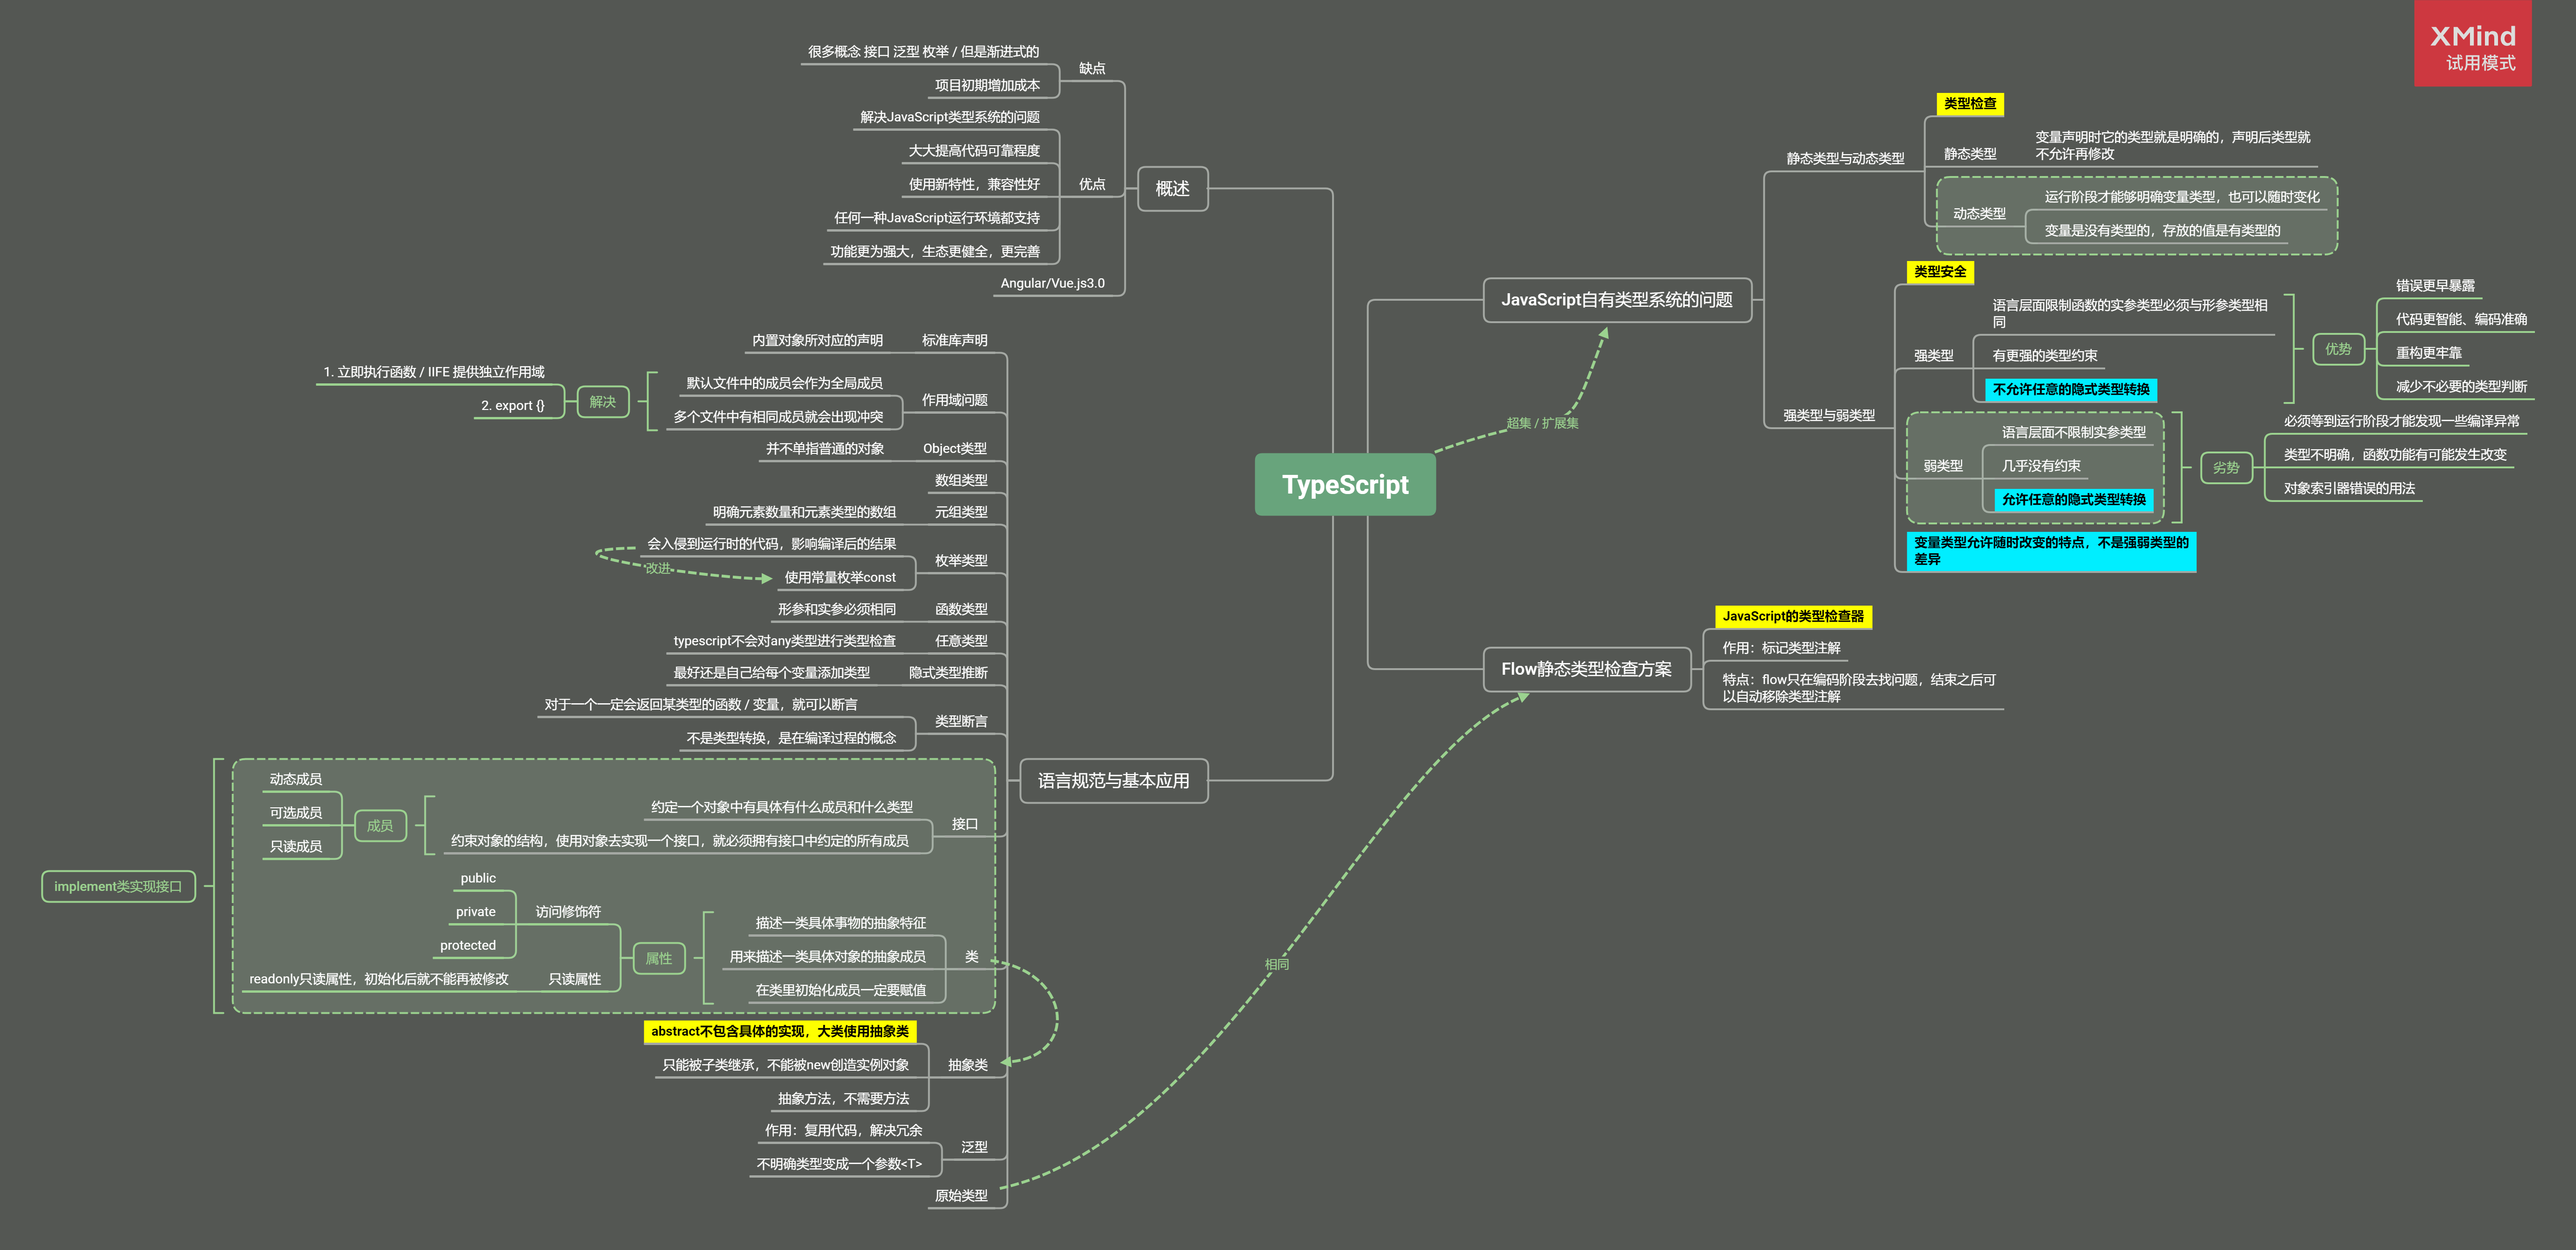 XMind
试用模式
TypeScript
概述
缺点
很多概念 接口 泛型 枚举 / 但是渐进式的
项目初期增加成本
优点
解决JavaScript类型系统的问题
大大提高代码可靠程度
使用新特性，兼容性好
任何一种JavaScript运行环境都支持
功能更为强大，生态更健全，更完善
Angular/Vue.js3.0
语言规范与基本应用
标准库声明
内置对象所对应的声明
作用域问题
默认文件中的成员会作为全局成员
多个文件中有相同成员就会出现冲突
解决
1. 立即执行函数 / IIFE 提供独立作用域
2. export {}
Object类型
并不单指普通的对象
数组类型
元组类型
明确元素数量和元素类型的数组
枚举类型
会入侵到运行时的代码，影响编译后的结果
改进
使用常量枚举const
函数类型
形参和实参必须相同
任意类型
typescript不会对any类型进行类型检查
隐式类型推断
最好还是自己给每个变量添加类型
类型断言
对于一个一定会返回某类型的函数 / 变量，就可以断言
不是类型转换，是在编译过程的概念
接口
约定一个对象中有具体有什么成员和什么类型
约束对象的结构，使用对象去实现一个接口，就必须拥有接口中约定的所有成员
成员
动态成员
可选成员
只读成员
implement类实现接口
类
描述一类具体事物的抽象特征
用来描述一类具体对象的抽象成员
在类里初始化成员一定要赋值
属性
访问修饰符
public
private
protected
只读属性
readonly只读属性，初始化后就不能再被修改
抽象类
abstract不包含具体的实现，大类使用抽象类
只能被子类继承，不能被new创造实例对象
抽象方法，不需要方法
泛型
作用：复用代码，解决冗余
不明确类型变成一个参数<T>
原始类型
相同
超集 / 扩展集
JavaScript自有类型系统的问题
静态类型与动态类型
类型检查
静态类型
变量声明时它的类型就是明确的，声明后类型就
不允许再修改
动态类型
运行阶段才能够明确变量类型，也可以随时变化
变量是没有类型的，存放的值是有类型的
强类型与弱类型
类型安全
强类型
语言层面限制函数的实参类型必须与形参类型相
同
有更强的类型约束
不允许任意的隐式类型转换
优势
错误更早暴露
代码更智能、编码准确
重构更牢靠
减少不必要的类型判断
弱类型
语言层面不限制实参类型
几乎没有约束
允许任意的隐式类型转换
劣势
必须等到运行阶段才能发现一些编译异常
类型不明确，函数功能有可能发生改变
对象索引器错误的用法
变量类型允许随时改变的特点，不是强弱类型的
差异
Flow静态类型检查方案
JavaScript的类型检查器
作用：标记类型注解
特点：flow只在编码阶段去找问题，结束之后可
以自动移除类型注解